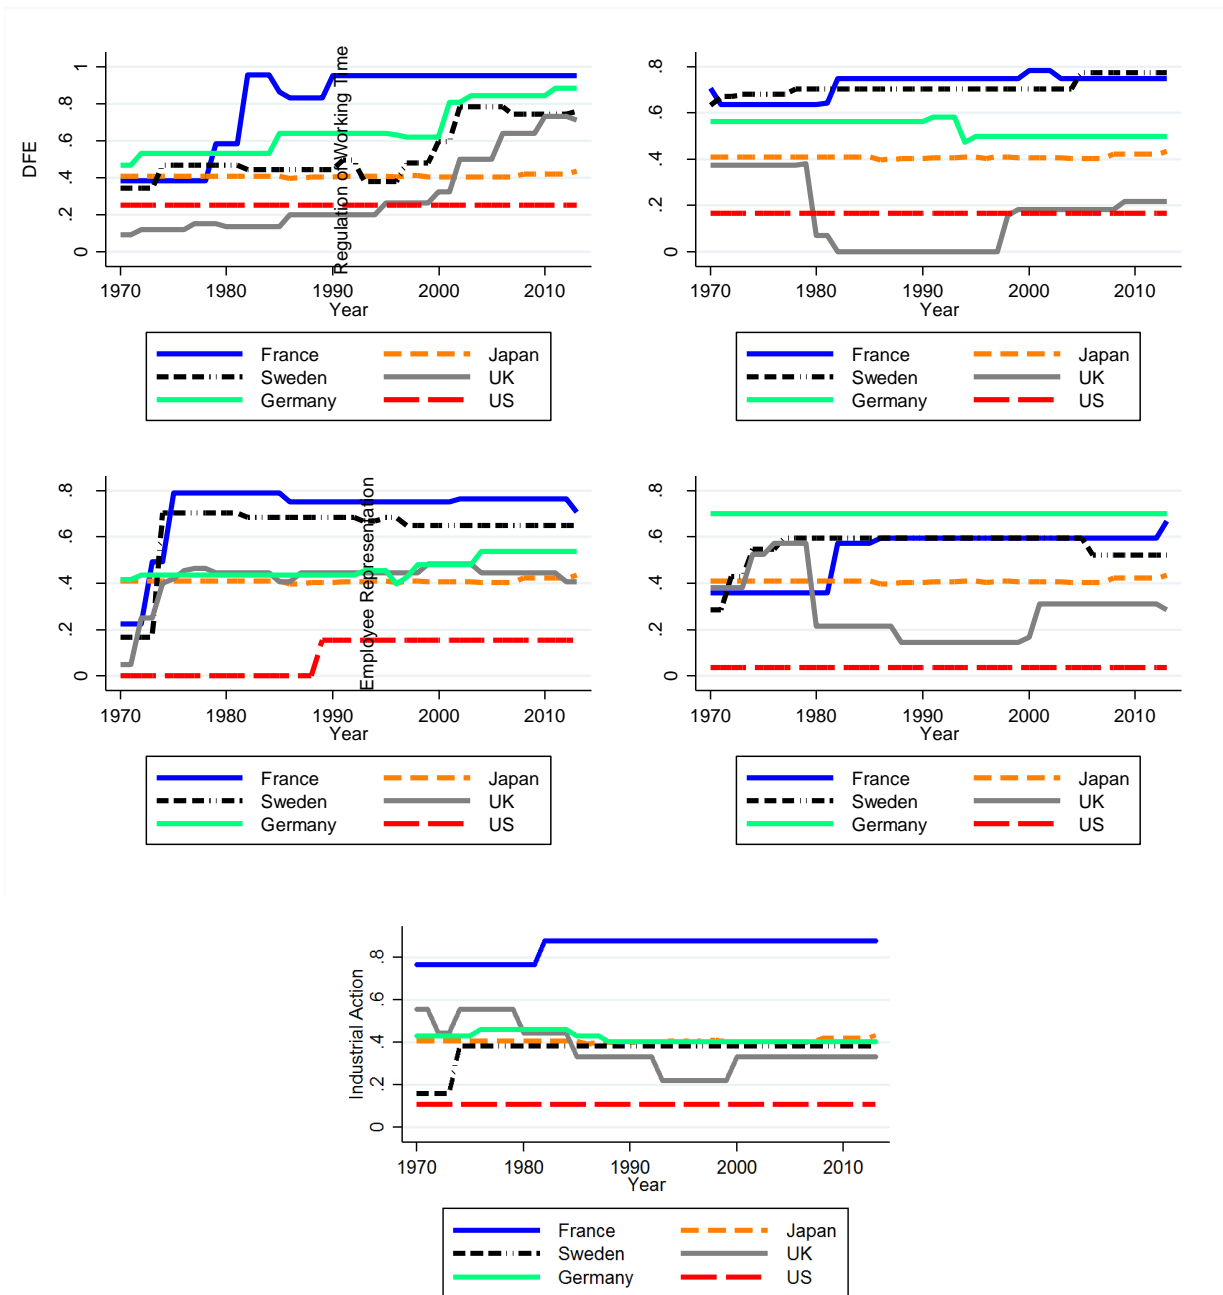 DFE
1
.8
.6
.4
.2
0
1970 1980 1990 2000 2010
Year
France Japan
Sweden UK
Germany US
Regulation of Working Time
.8
.6
.4
.2
0
1970 1980 1990 2000 2010
Year
France Japan
Sweden UK
Germany US
.8
.6
.4
.2
0
1970 1980 1990 2000 2010
Year
France Japan
Sweden UK
Germany US
Employee Representation
.8
.6
.4
.2
0
1970 1980 1990 2000 2010
Year
France Japan
Sweden UK
Germany US
Industrial Action
.8
.6
.4
.2
0
1970 1980 1990 2000 2010
Year
France Japan
Sweden UK
Germany US